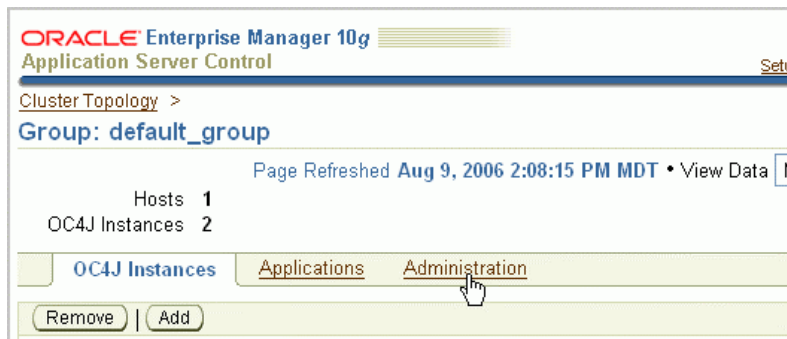 ORACLE Enterprise Manager 10g
Application Server Control
Cluster Topology >
Group: default_group
Page Refreshed Aug 9, 2006 2:08:15 PM MDT • View Data
Hosts 1
OC4J Instances 2
OC4J Instances Applications Administration
Remove | Add